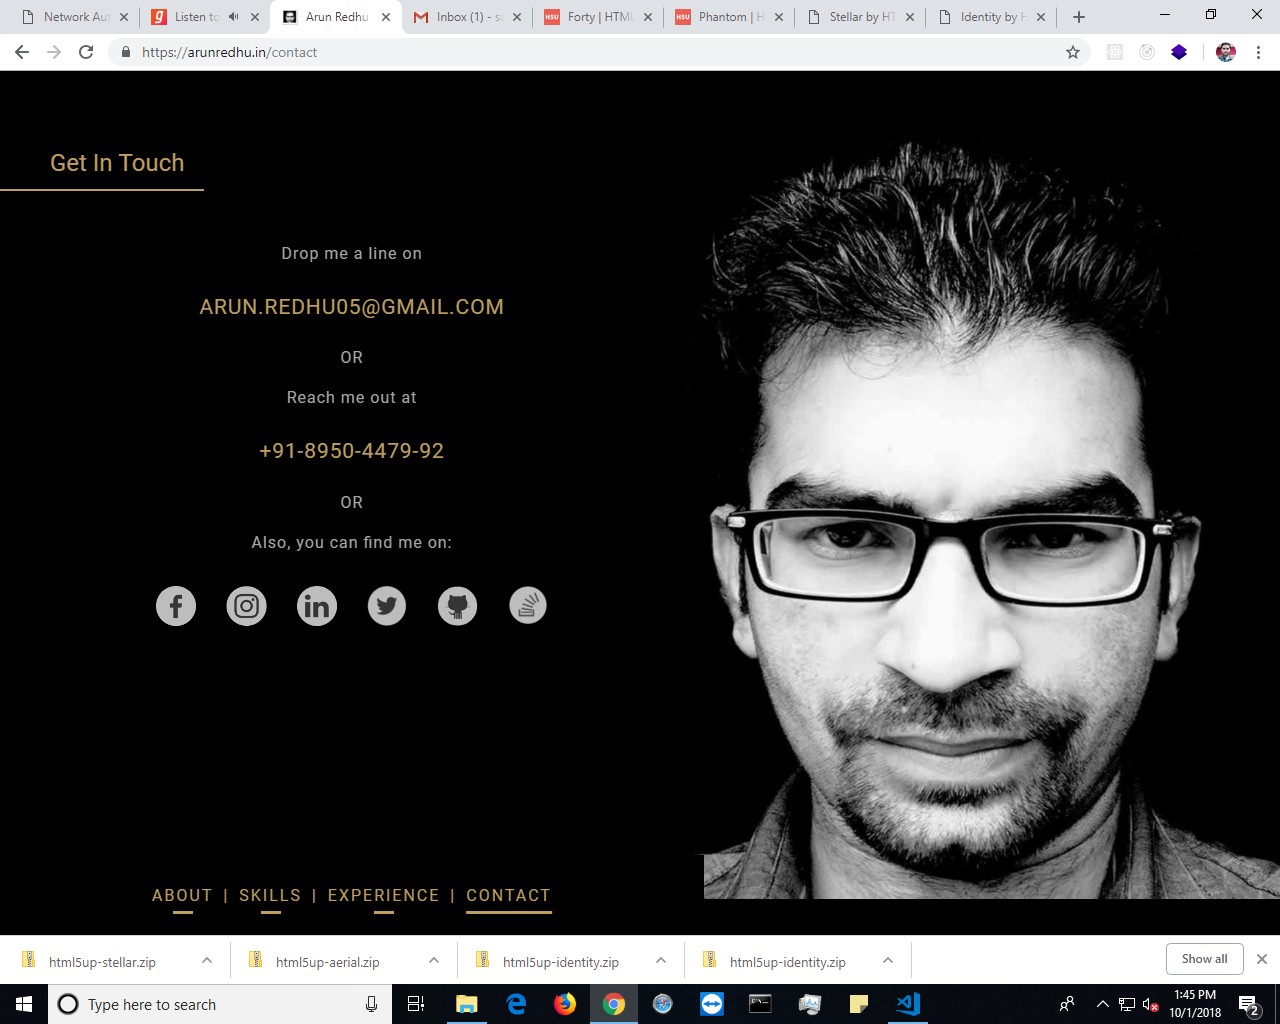 Network Aut
Listen to
Arun Redhu
Inbox (1) - sa
Forty | HTML
Phantom | H
Stellar by HT
Identity by H
https://arunredhu.in/contact
Get In Touch
Drop me a line on
ARUN.REDHU05@GMAIL.COM
OR
Reach me out at
+91-8950-4479-92
OR
Also, you can find me on:
ABOUT | SKILLS | EXPERIENCE | CONTACT
html5up-stellar.zip
html5up-aerial.zip
html5up-identity.zip
html5up-identity.zip
Show all
Type here to search
1:45 PM
10/1/2018
2